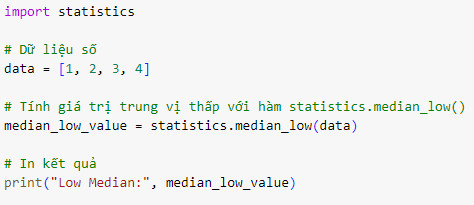 import statistics
# Dữ liệu số
data = [1, 2, 3, 4]
# Tính giá trị trung vị thấp với hàm statistics.median_low()
median_low_value = statistics.median_low(data)
# In kết quả
print("Low Median:", median_low_value)